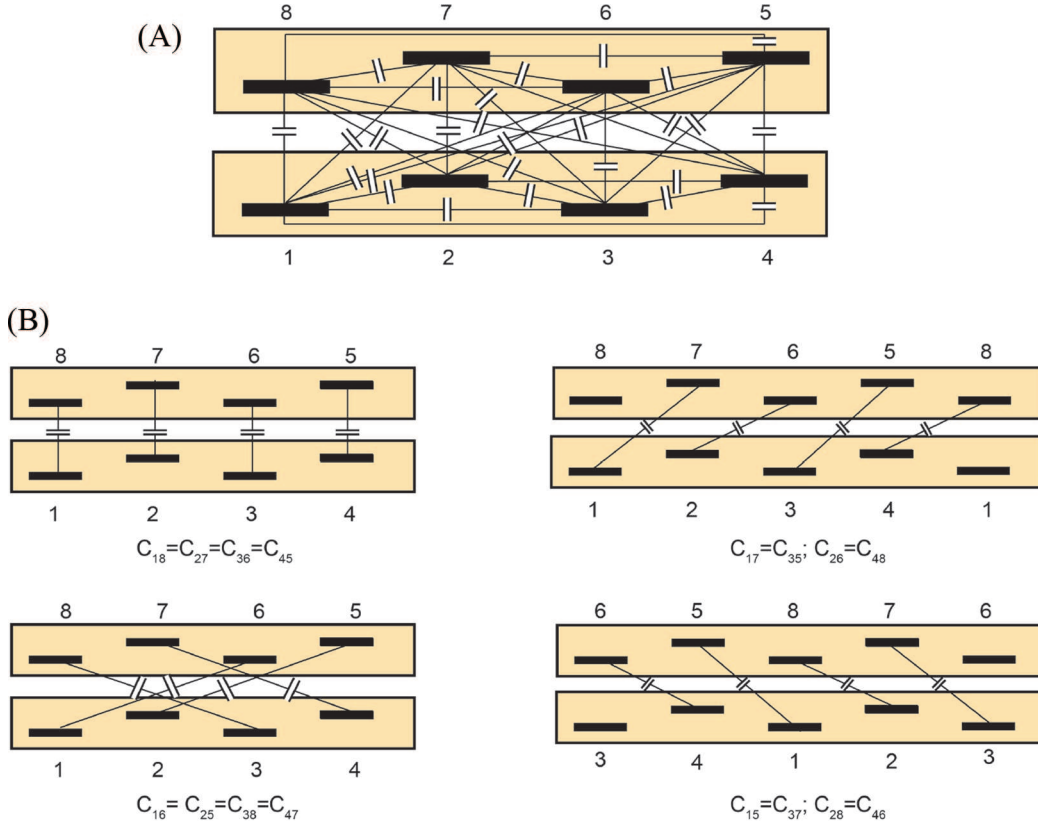 (A)
8 7 6 5
1 2 3 4
(B)
8 7 6 5
1 2 3 4
C₁₈=C₂₇=C₃₆=C₄₅
8 7 6 5 8
1 2 3 4 1
C₁₇=C₃₅; C₂₆=C₄₈
8 7 6 5
1 2 3 4
C₁₆= C₂₅=C₃₈=C₄₇
6 5 8 7 6
3 4 1 2 3
C₁₅=C₃₇; C₂₈=C₄₆